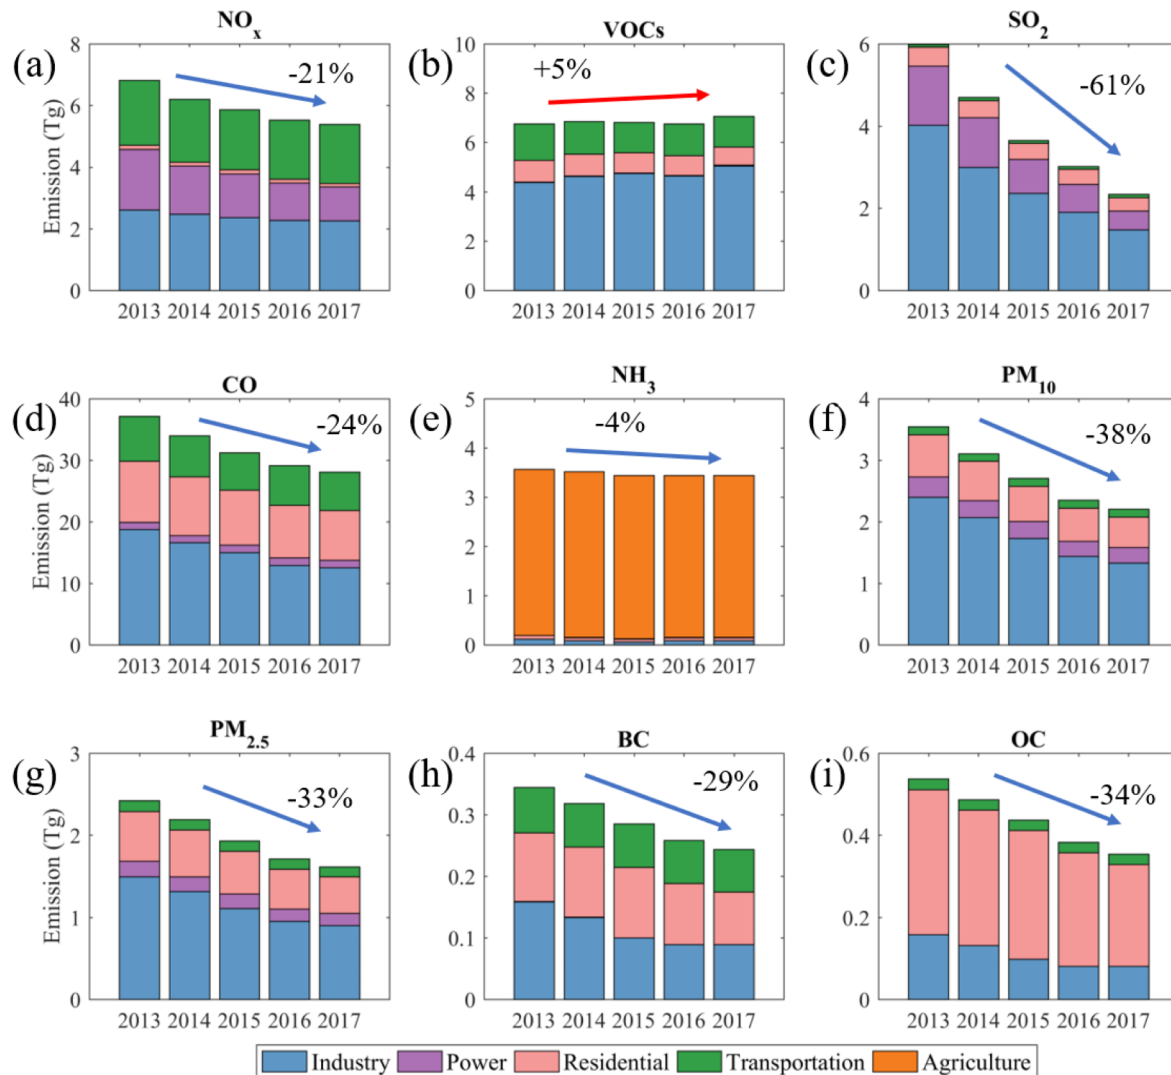 NOx VOCs SO2
(a) 8 -21% (b) 10 +5% (c) 6 -61%
6 8
4 6 4
2 4 2
0 2 0
0
Emission (Tg)
2013 2014 2015 2016 2017 2013 2014 2015 2016 2017 2013 2014 2015 2016 2017
CO NH3 PM10
(d) 40 -24% (e) 5 -4% (f) 4 -38%
30 4 3
20 3 2
10 2 1
0 1 0
0
Emission (Tg)
2013 2014 2015 2016 2017 2013 2014 2015 2016 2017 2013 2014 2015 2016 2017
PM2.5 BC OC
(g) 3 -33% (h) 0.4 -29% (i) 0.6 -34%
2 0.3 0.4
1 0.2 0.2
0 0.1 0
0
Emission (Tg)
2013 2014 2015 2016 2017 2013 2014 2015 2016 2017 2013 2014 2015 2016 2017
Industry Power Residential Transportation Agriculture